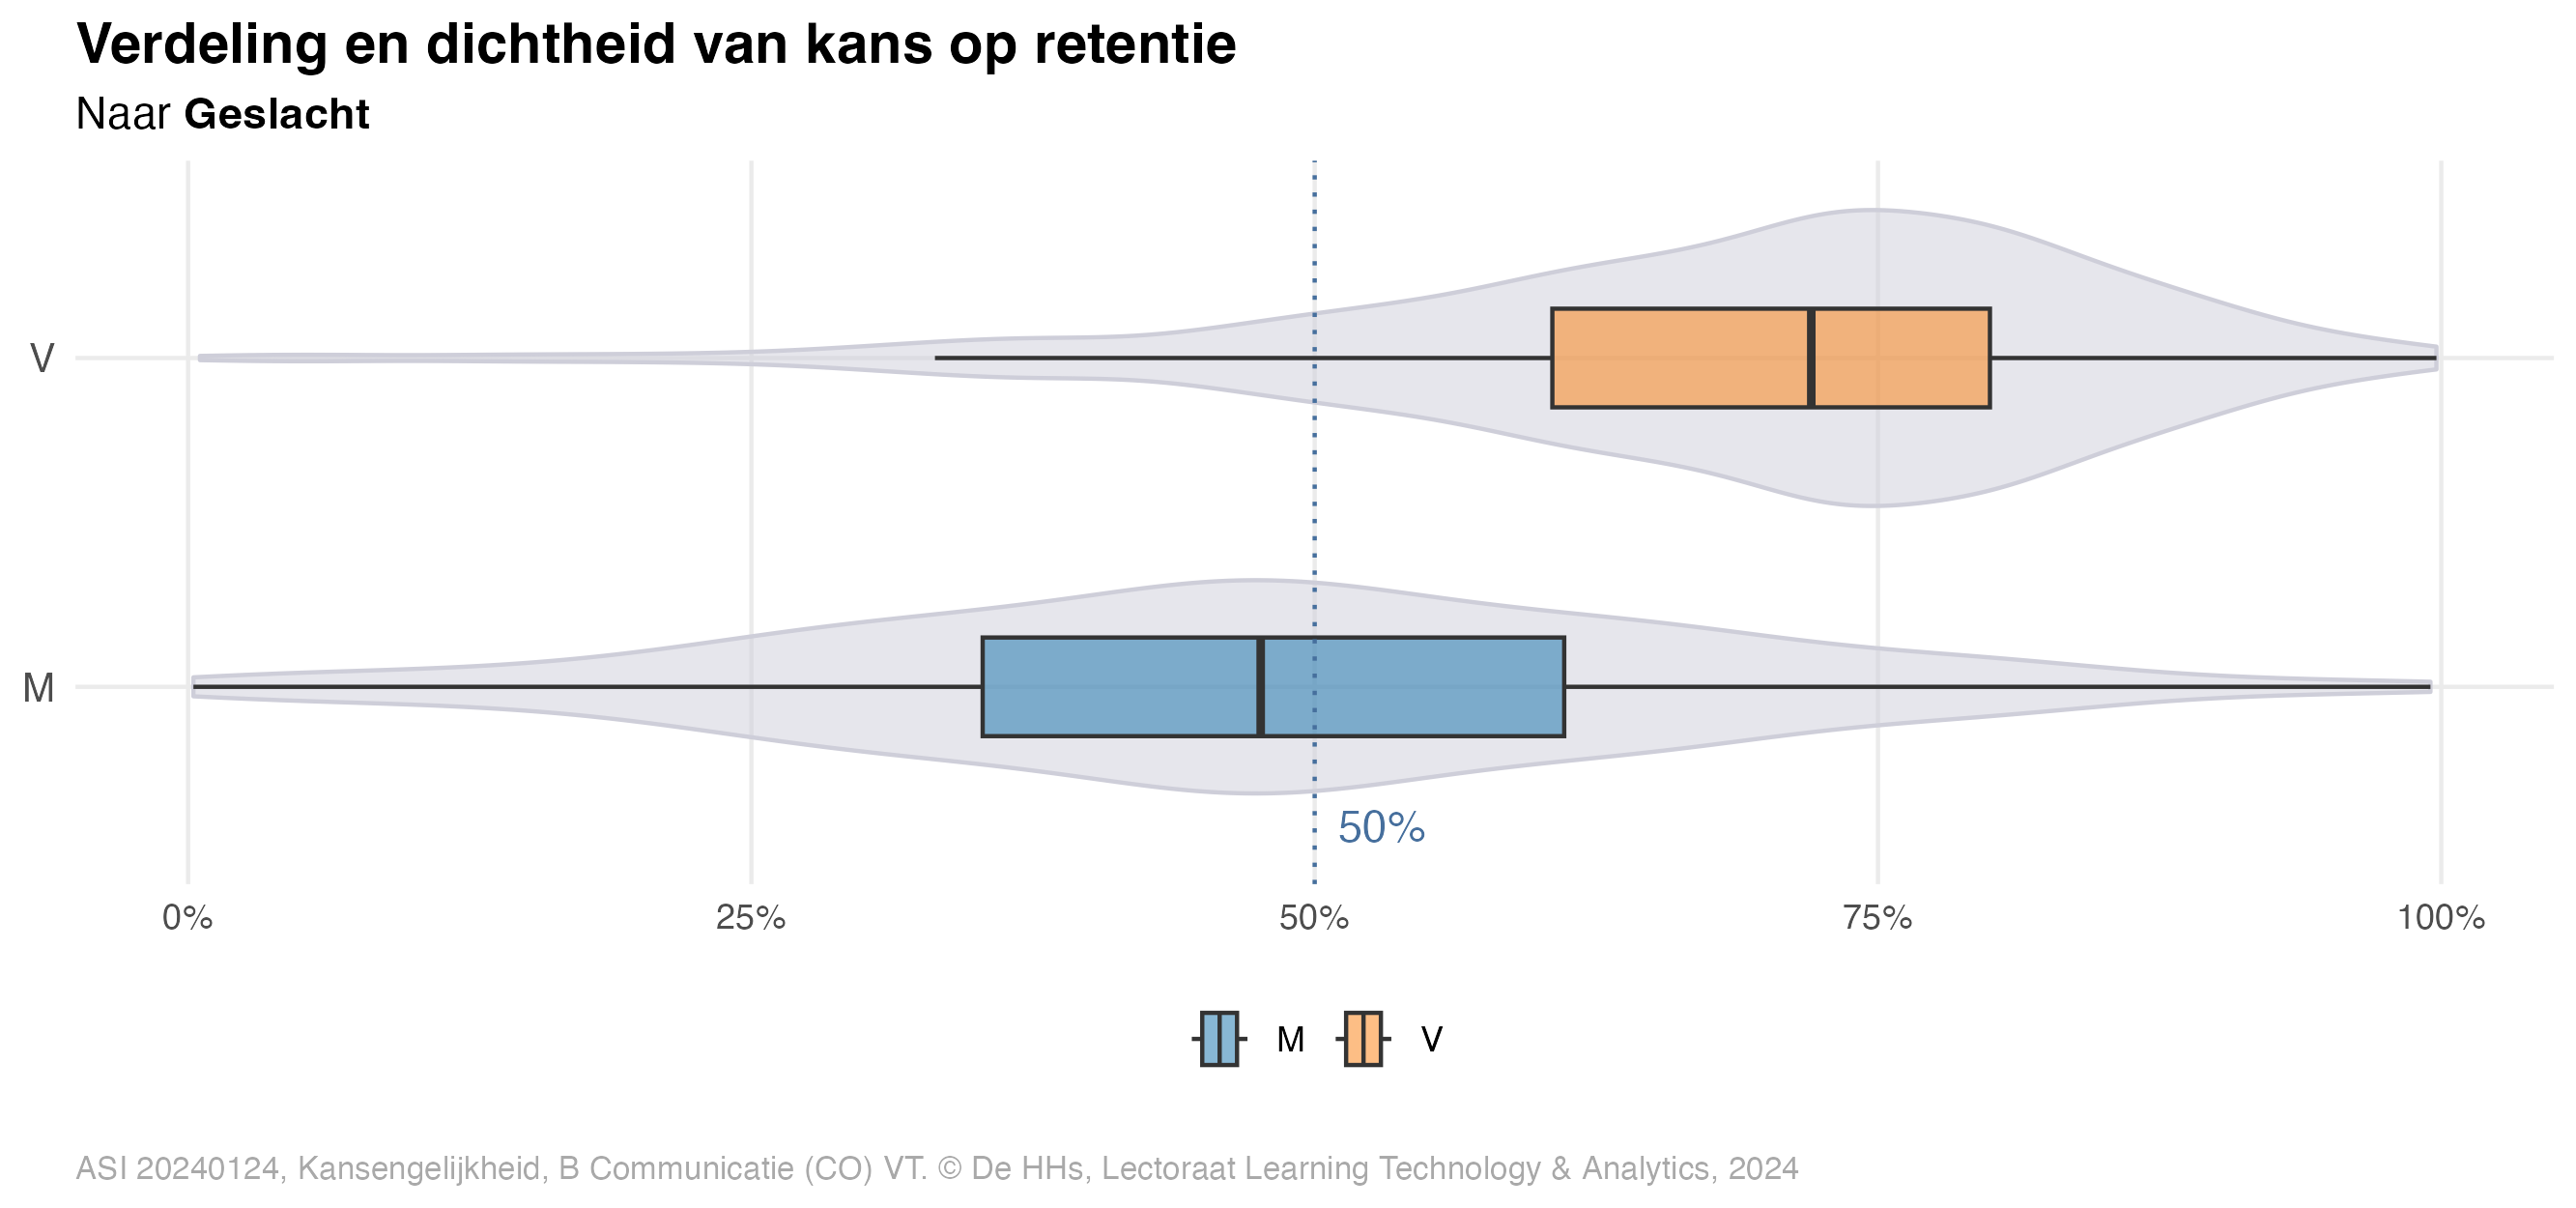 Verdeling en dichtheid van kans op retentie
Naar Geslacht
V
M
50%
0% 25% 50% 75% 100%
M V
ASI 20240124, Kansengelijkheid, B Communicatie (CO) VT. © De HHs, Lectoraat Learning Technology & Analytics, 2024